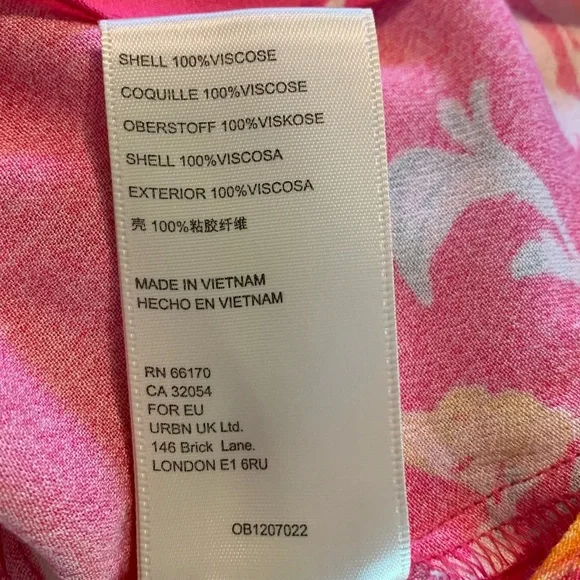 SHELL 100%VISCOSE
COQUILLE 100%VISCOSE
OBERSTOFF 100%VISKOSE
SHELL 100%VISCOSA
EXTERIOR 100%VISCOSA
壳 100%粘胶纤维
MADE IN VIETNAM
HECHO EN VIETNAM
RN 66170
CA 32054
FOR EU
URBN UK Ltd.
146 Brick Lane.
LONDON E1 6RU
OB1207022